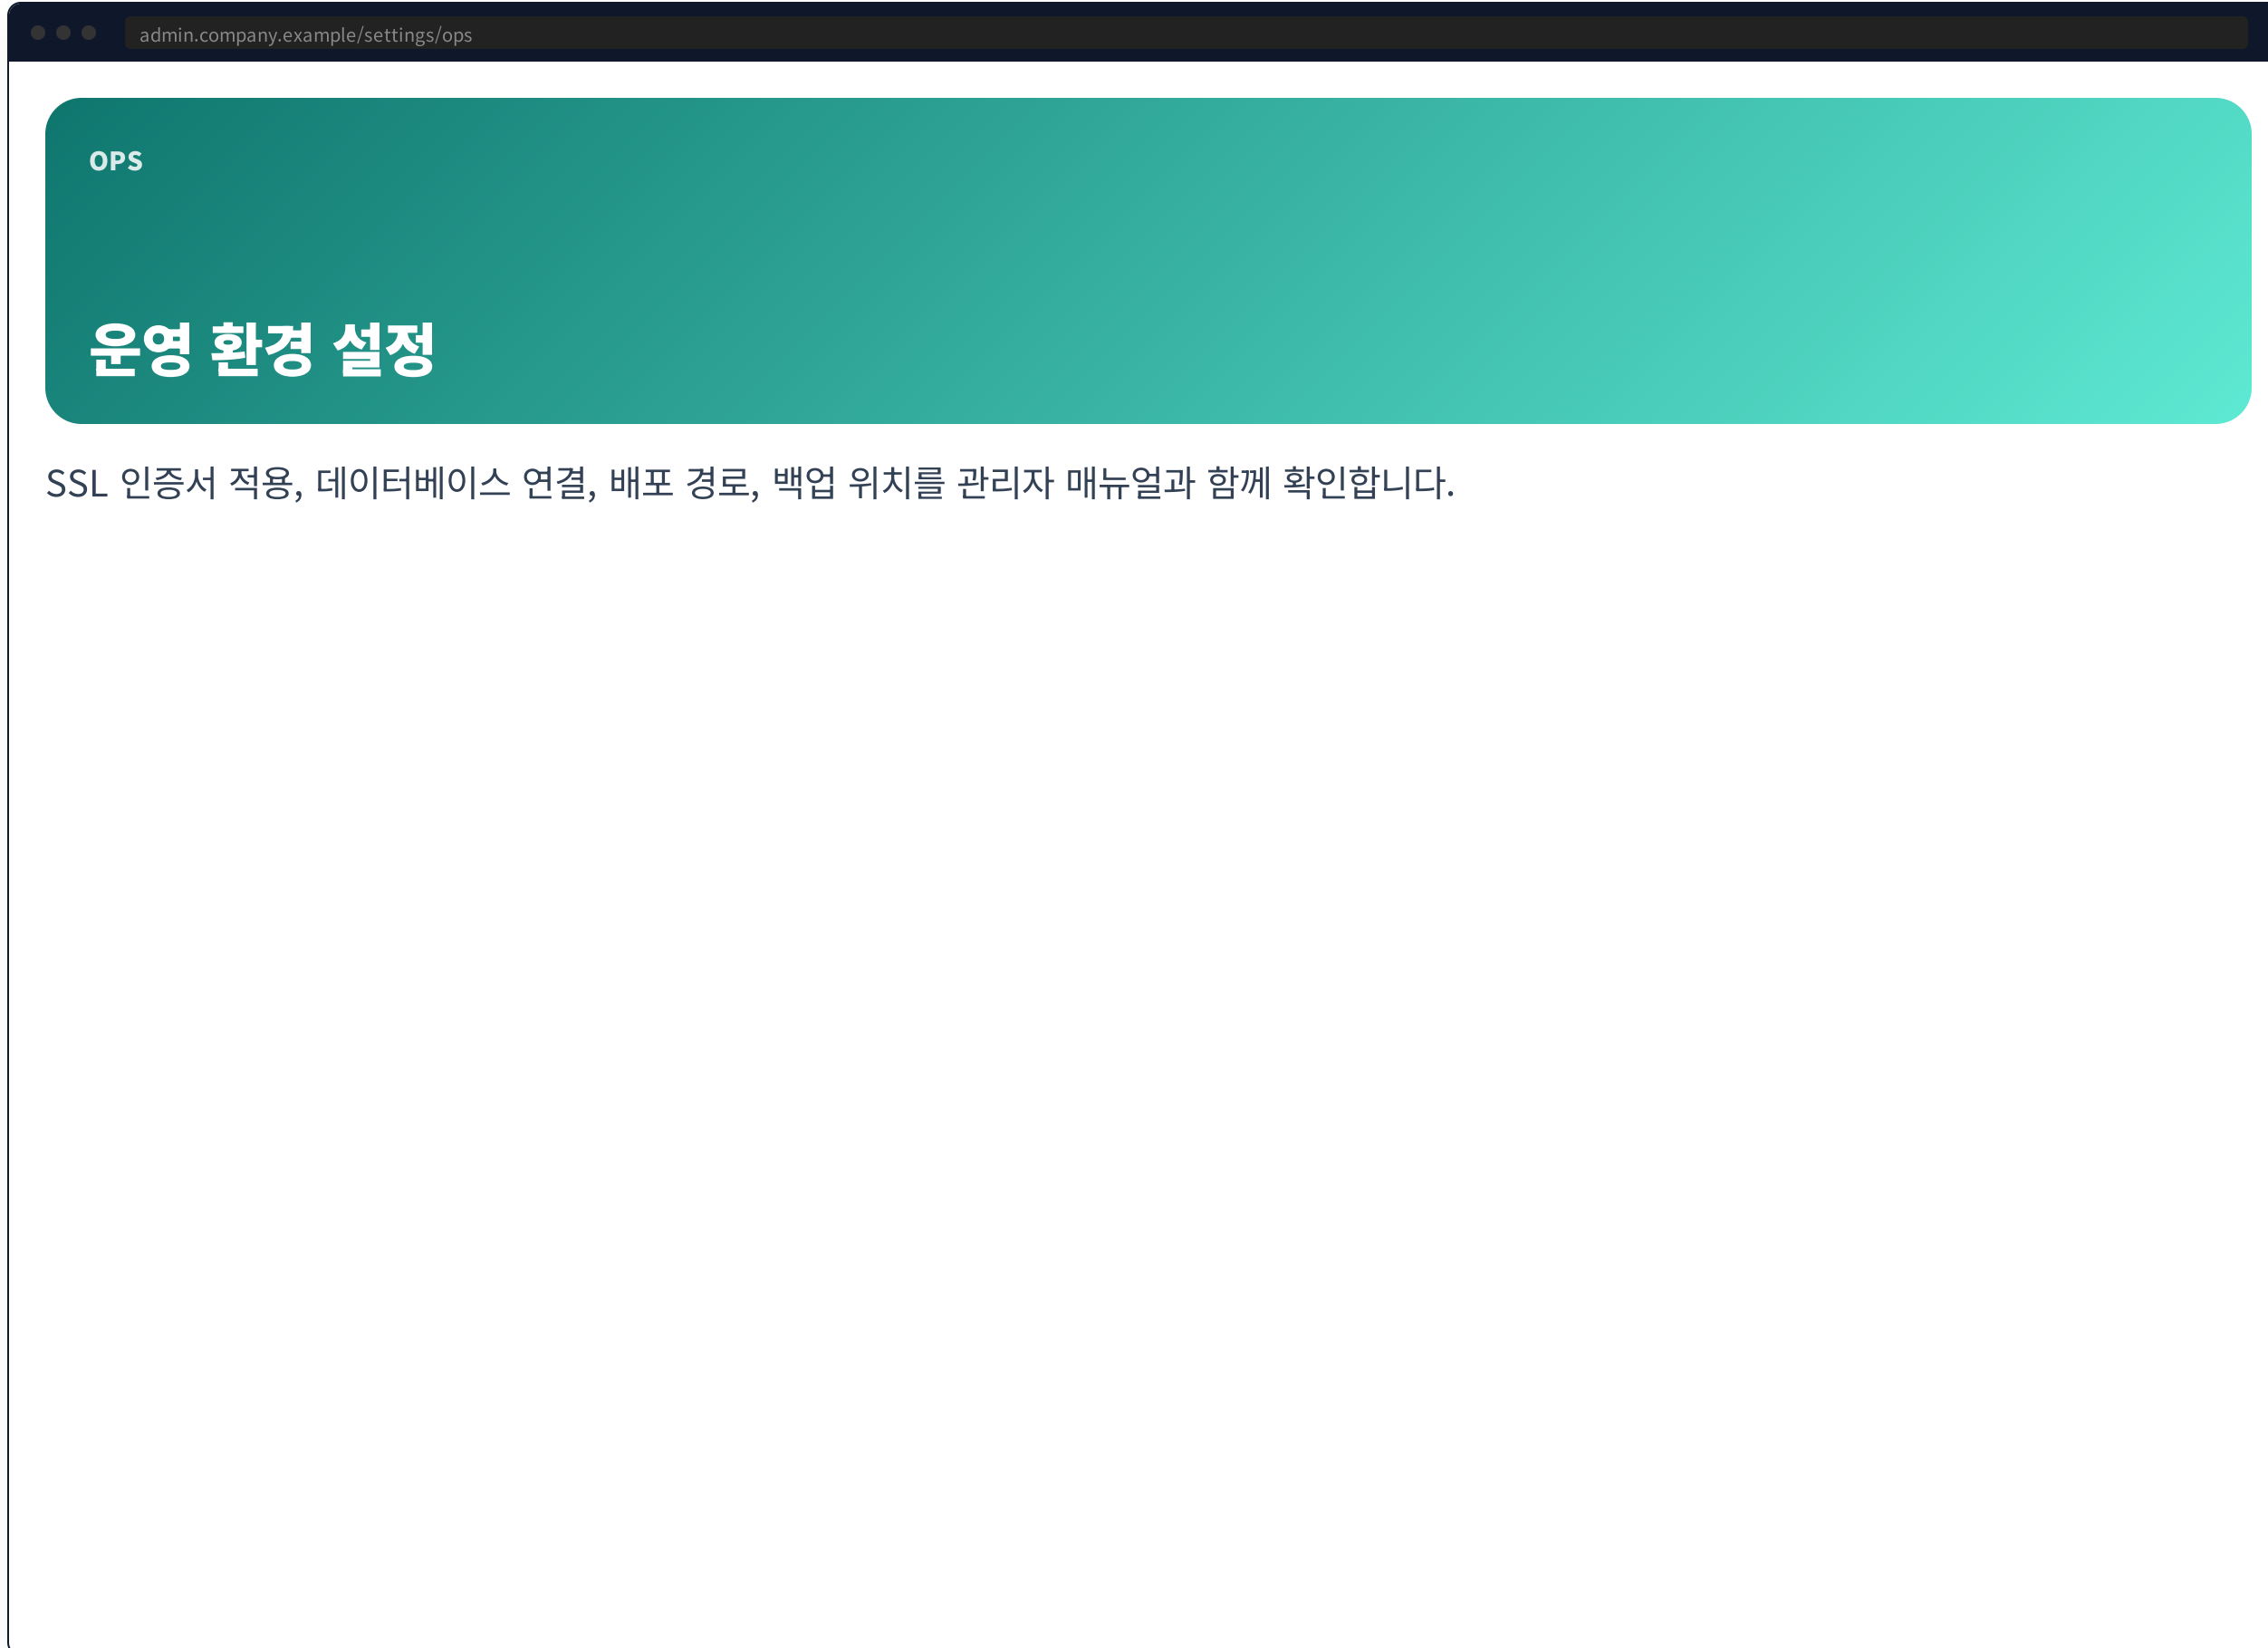 admin.company.example/settings/ops
OPS
운영 환경 설정
SSL 인증서 적용, 데이터베이스 연결, 배포 경로, 백업 위치를 관리자 매뉴얼과 함께 확인합니다.